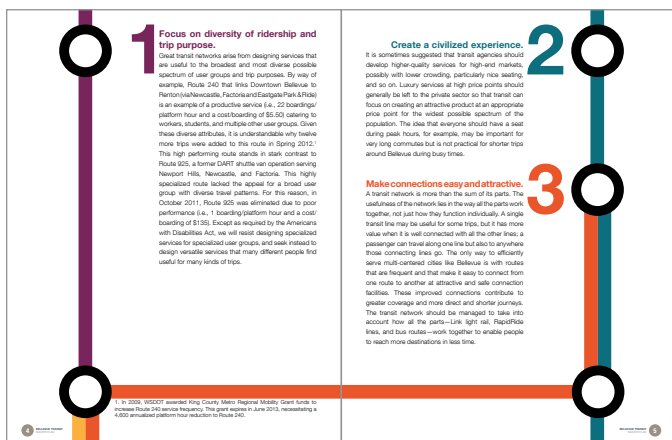 1
Focus on diversity of ridership and
trip purpose.
Great transit networks arise from designing services that
are useful to the broadest and most diverse possible
spectrum of user groups and trip purposes. By way of
example, Route 240 that links Downtown Bellevue to
Renton (via Newcastle, Factoria and Eastgate Park & Ride)
is an example of a productive service (i.e., 22 boardings/
platform hour and a cost/boarding of $5.50) catering to
workers, students, and multiple other user groups. Given
these diverse attributes, it is understandable why twelve
more trips were added to this route in Spring 2012.¹
This high performing route stands in stark contrast to
Route 925, a former DART shuttle van operation serving
Newport Hills, Newcastle, and Factoria. This highly
specialized route lacked the appeal for a broad user
group with diverse travel patterns. For this reason, in
October 2011, Route 925 was eliminated due to poor
performance (i.e., 1 boarding/platform hour and a cost/
boarding of $135). Except as required by the Americans
with Disabilities Act, we will resist designing specialized
services for specialized user groups, and seek instead to
design versatile services that many different people find
useful for many kinds of trips.
1. In 2009, WSDOT awarded King County Metro Regional Mobility Grant funds to
increase Route 240 service frequency. This grant expires in June 2013, necessitating a
4,600 annualized platform hour reduction to Route 240.
4
BELLEVUE TRANSIT
2
Create a civilized experience.
It is sometimes suggested that transit agencies should
develop higher-quality services for high-end markets,
possibly with lower crowding, particularly nice seating,
and so on. Luxury services at high price points should
generally be left to the private sector so that transit can
focus on creating an attractive product at an appropriate
price point for the widest possible spectrum of the
population. The idea that everyone should have a seat
during peak hours, for example, may be important for
very long commutes but is not practical for shorter trips
around Bellevue during busy times.
3
Make connections easy and attractive.
A transit network is more than the sum of its parts. The
usefulness of the network lies in the way all the parts work
together, not just how they function individually. A single
transit line may be useful for some trips, but it has more
value when it is well connected with all the other lines; a
passenger can travel along one line but also to anywhere
those connecting lines go. The only way to efficiently
serve multi-centered cities like Bellevue is with routes
that are frequent and that make it easy to connect from
one route to another at attractive and safe connection
facilities. These improved connections contribute to
greater coverage and more direct and shorter journeys.
The transit network should be managed to take into
account how all the parts—Link light rail, RapidRide
lines, and bus routes—work together to enable people
to reach more destinations in less time.
BELLEVUE TRANSIT
5